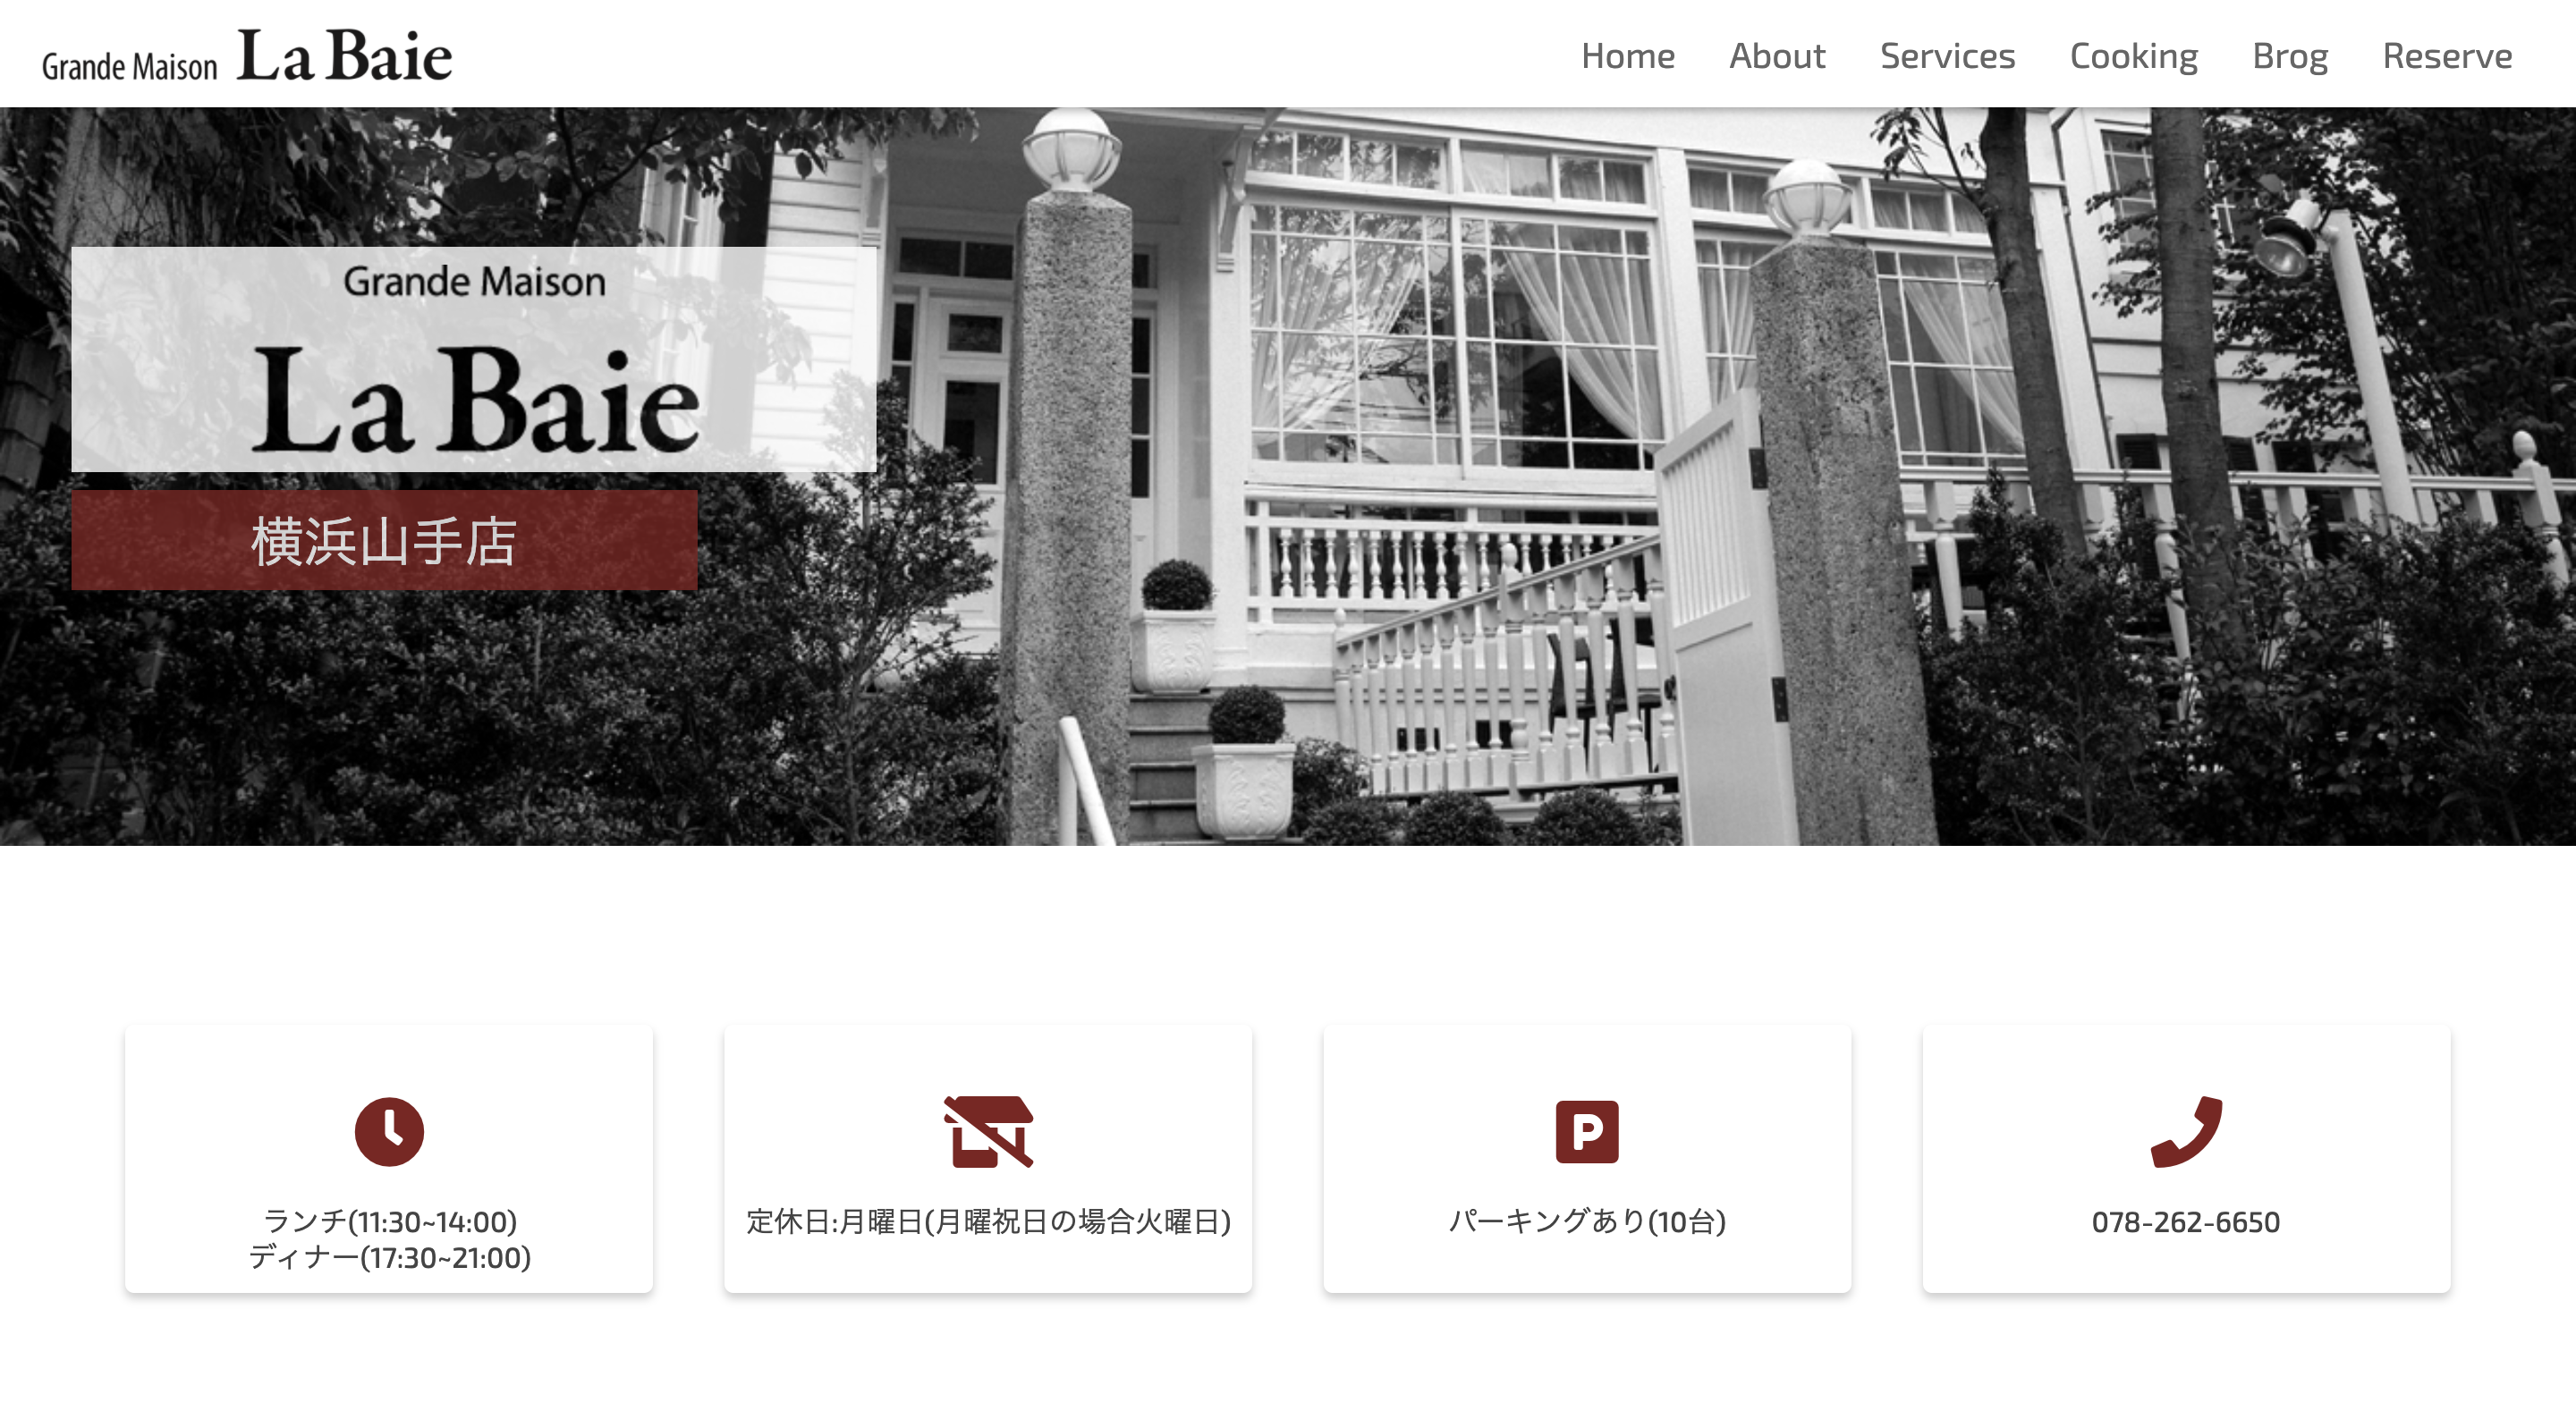 Grande Maison La Baie
Home About Services Cooking Brog Reserve
Grande Maison
La Baie
横浜山手店
ランチ(11:30~14:00)
ディナー(17:30~21:00)
定休日:月曜日(月曜祝日の場合火曜日)
P
パーキングあり(10台)
078-262-6650